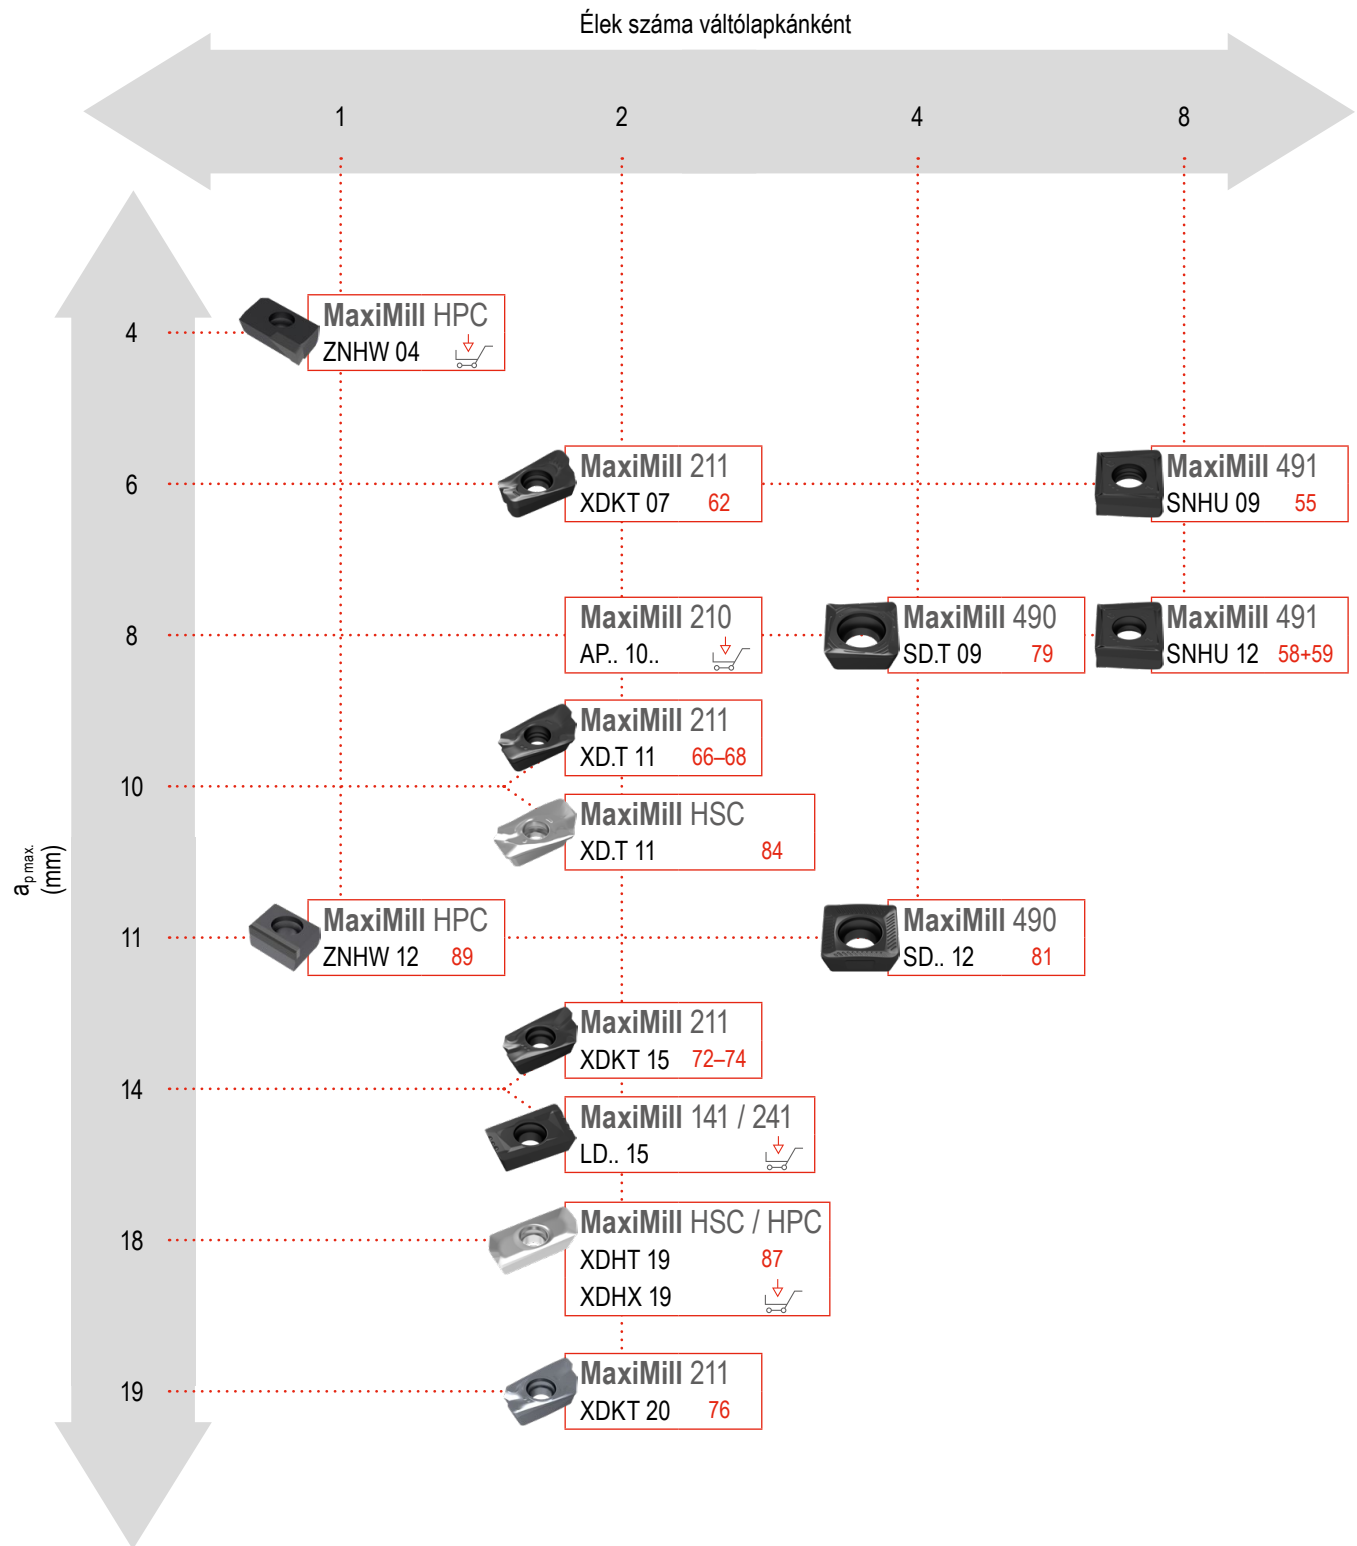 Élek száma váltólapkánként
1 2 4 8
4
MaxiMill HPC
ZNHW 04
6
MaxiMill 211
XDKT 07 62
MaxiMill 491
SNHU 09 55
8
MaxiMill 210
AP.. 10..
MaxiMill 490
SD.T 09 79
MaxiMill 491
SNHU 12 58+59
10
MaxiMill 211
XD.T 11 66–68
MaxiMill HSC
XD.T 11 84
ap max.
(mm)
11
MaxiMill HPC
ZNHW 12 89
MaxiMill 490
SD.. 12 81
14
MaxiMill 211
XDKT 15 72–74
MaxiMill 141 / 241
LD.. 15
18
MaxiMill HSC / HPC
XDHT 19 87
XDHX 19
19
MaxiMill 211
XDKT 20 76